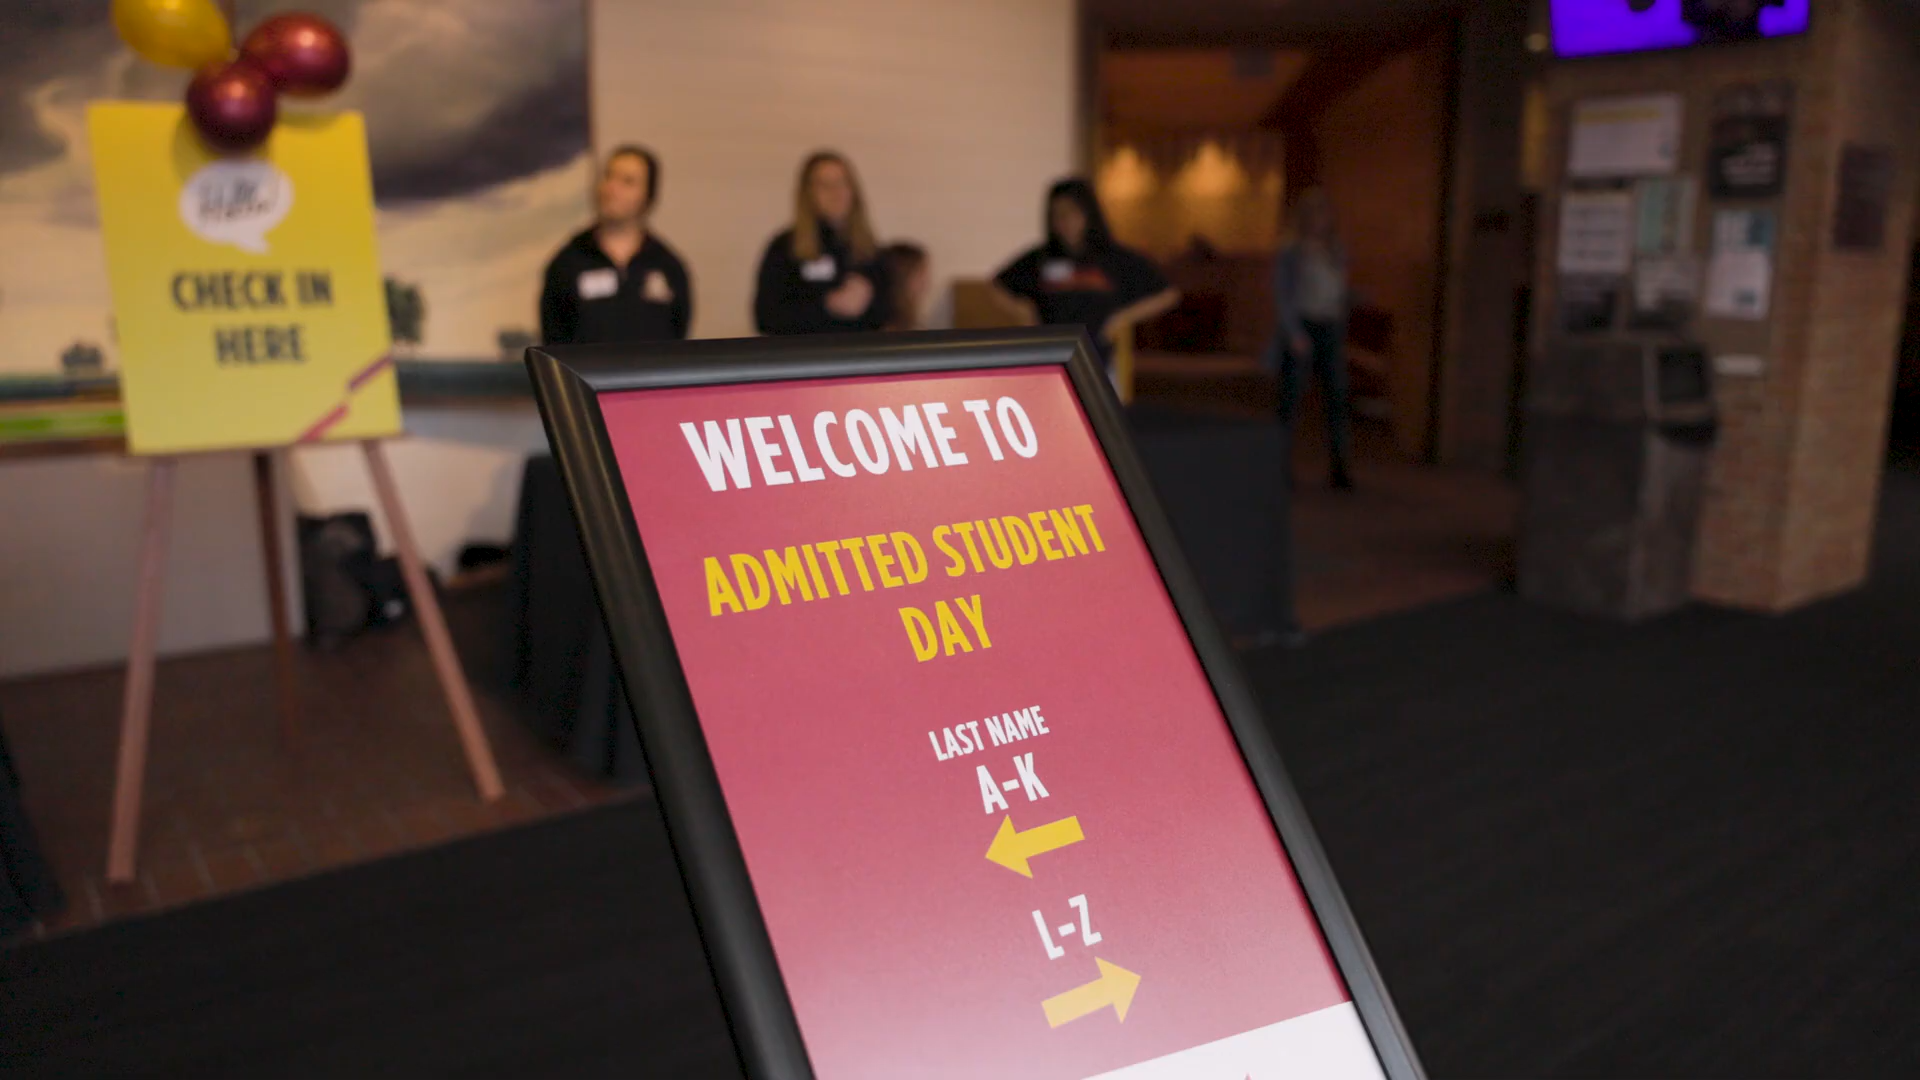 CHECK IN
HERE
WELCOME TO
ADMITTED STUDENT
DAY
LAST NAME
A-K
L-Z